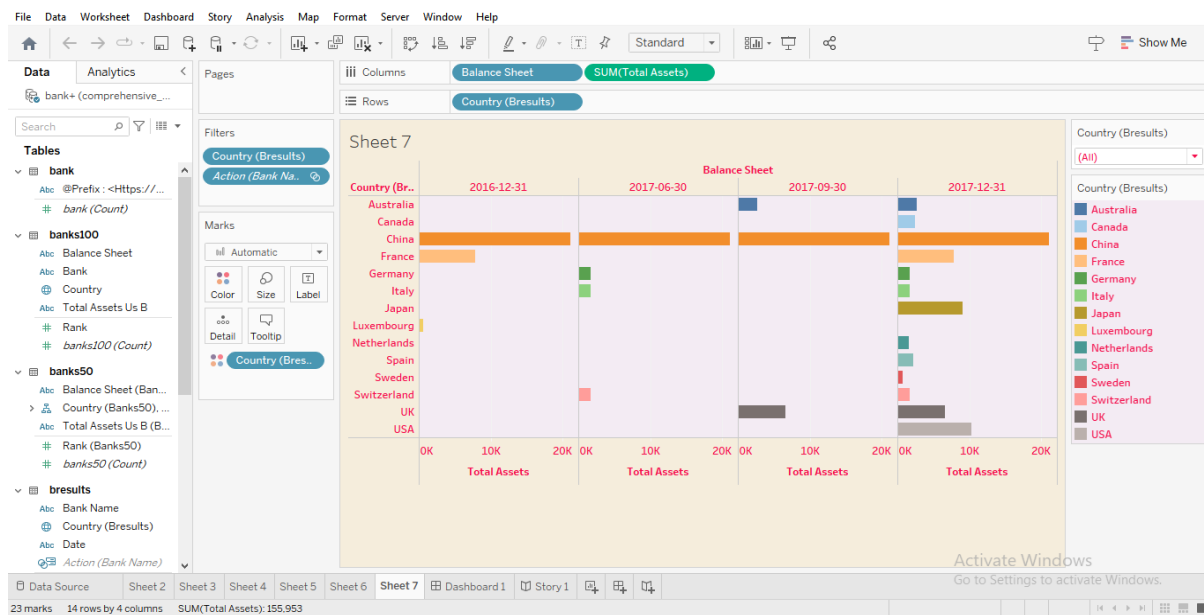 File Data Worksheet Dashboard Story Analysis Map Format Server Window Help
Standard Show Me
Data Analytics
bank+ (comprehensive_...
Search
Tables
bank
Abc @Prefix : <Https://...
# bank (Count)
banks100
Abc Balance Sheet
Abc Bank
Country
Abc Total Assets Us B
# Rank
# banks100 (Count)
banks50
Abc Balance Sheet (Ban...
Country (Banks50), ...
Abc Total Assets Us B (B...
# Rank (Banks50)
# banks50 (Count)
bresults
Abc Bank Name
Country (Bresults)
Abc Date
Action (Bank Name)
Pages
Filters
Country (Bresults)
Action (Bank Na..
Marks
Automatic
Color Size Label
Detail Tooltip
Country (Bres..
Columns Balance Sheet SUM(Total Assets)
Rows Country (Bresults)
Sheet 7
Balance Sheet
Country (Br.. 2016-12-31 2017-06-30 2017-09-30 2017-12-31
Australia
Canada
China
France
Germany
Italy
Japan
Luxembourg
Netherlands
Spain
Sweden
Switzerland
UK
USA
0K 10K 20K 0K 10K 20K 0K 10K 20K 0K 10K 20K
Total Assets Total Assets Total Assets Total Assets
Country (Bresults)
(All)
Country (Bresults)
Australia
Canada
China
France
Germany
Italy
Japan
Luxembourg
Netherlands
Spain
Sweden
Switzerland
UK
USA
Activate Windows
Go to Settings to activate Windows.
Data Source Sheet 2 Sheet 3 Sheet 4 Sheet 5 Sheet 6 Sheet 7 Dashboard 1 Story 1
23 marks 14 rows by 4 columns SUM(Total Assets): 155,953